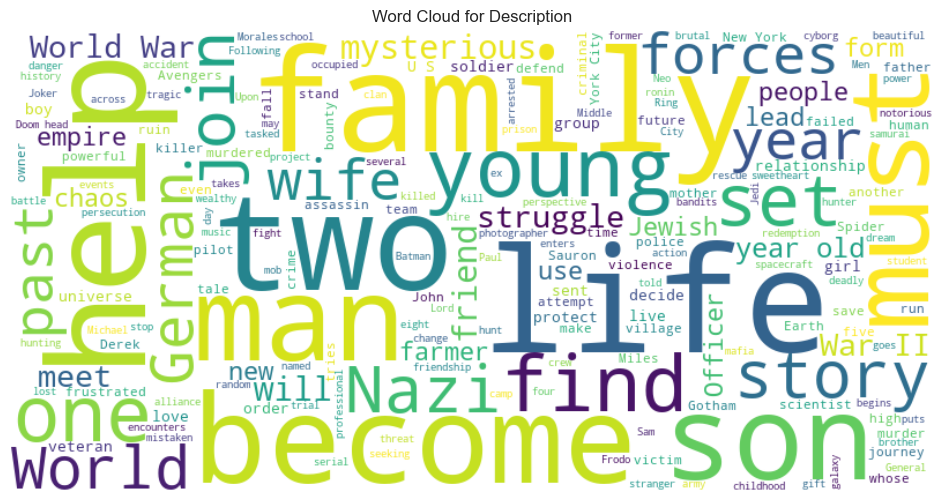 Word Cloud for Description
World War
Morales
school
Following
occupied
mysterious
U S
soldier
defend
forces
brutal
New York
former
cyborg
beautiful
Men
form
father
power
danger
history
accident
Avengers
Joker
across
tragic
Upon
fall
may
stand
clan
arrested
criminal
York City
Neo
ronin
Ring
notorious
boy
Doom
head
ruin
join
bounty
group
Middle
people
future
City
lead
failed
samurai
human
empire
killer
tasked
prison
family
year
must
help
owner
powerful
murdered
project
several
wife
young
ex
kill
killed
mother
relationship
rescue
sweetheart
another
chaos
events
even
takes
wealthy
assassin
team
perspective
hire
bandits
Jedi
hunter
set
battle
persecution
day
music
fight
struggle
photographer
time
Jewish
redemption
Spider
dream
past
German
pilot
two
Batman
Paul
enters
police
action
year old
student
universe
tale
crime
mob
Sauron
use
violence
told
girl
spacecraft
deadly
sent
decide
life
John
Lord
attempt
protect
live
village
Earth
save
run
Michael
hunting
stop
Derek
man
eight
change
hunt
make
friend
Officer
five
goes
War II
meet
tries
farmer
friendship
Miles
mafia
story
lost
frustrated
new
named
random
will
crew
find
scientist
begins
one
alliance
love
encounters
mistaken
order
trial
professional
Nazi
camp
four
Gotham
high
puts
murder
brother
journey
veteran
become
threat
seeking
Sam
son
victim
World
serial
Frodo
stranger
army
childhood
gift
galaxy
General
whose